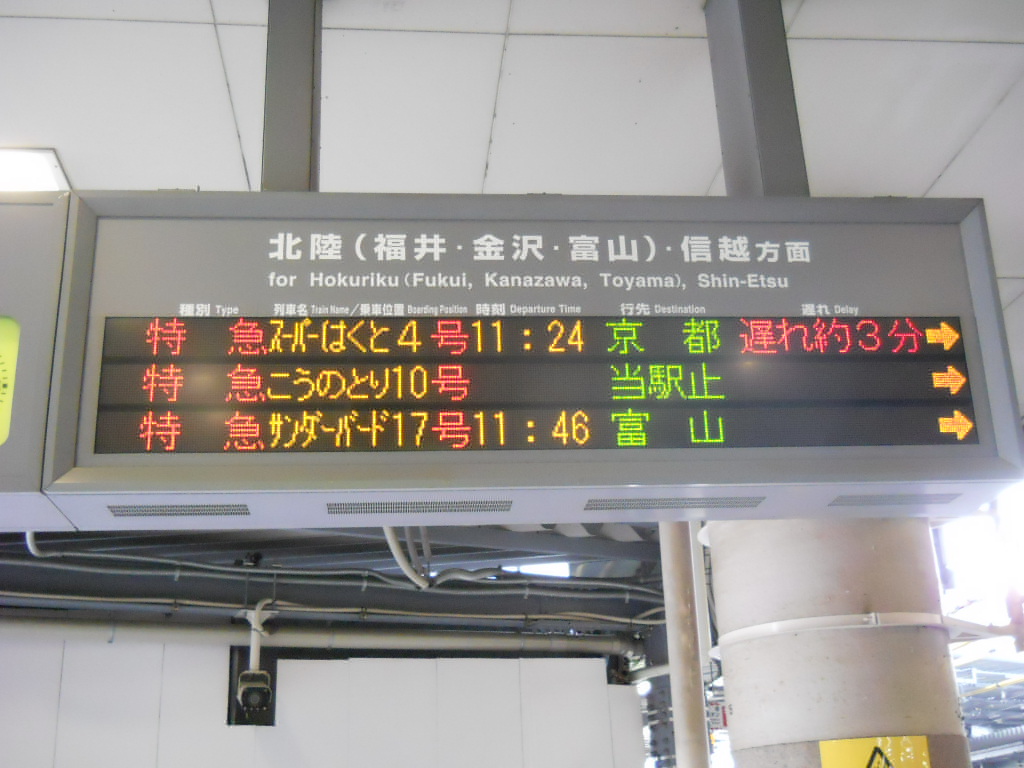 北陸（福井・金沢・富山）・信越方面
for Hokuriku (Fukui, Kanazawa, Toyama), Shin-Etsu
種別 Type 列車名 Train Name／乗車位置 Boarding Position 時刻 Departure Time 行先 Destination 遅れ Delay
特急 ｽｰﾊﾟｰはくと4号 11：24 京都 遅れ約3分
特急 こうのとり10号 当駅止
特急 ｻﾝﾀﾞｰﾊﾞｰﾄﾞ17号 11：46 富山